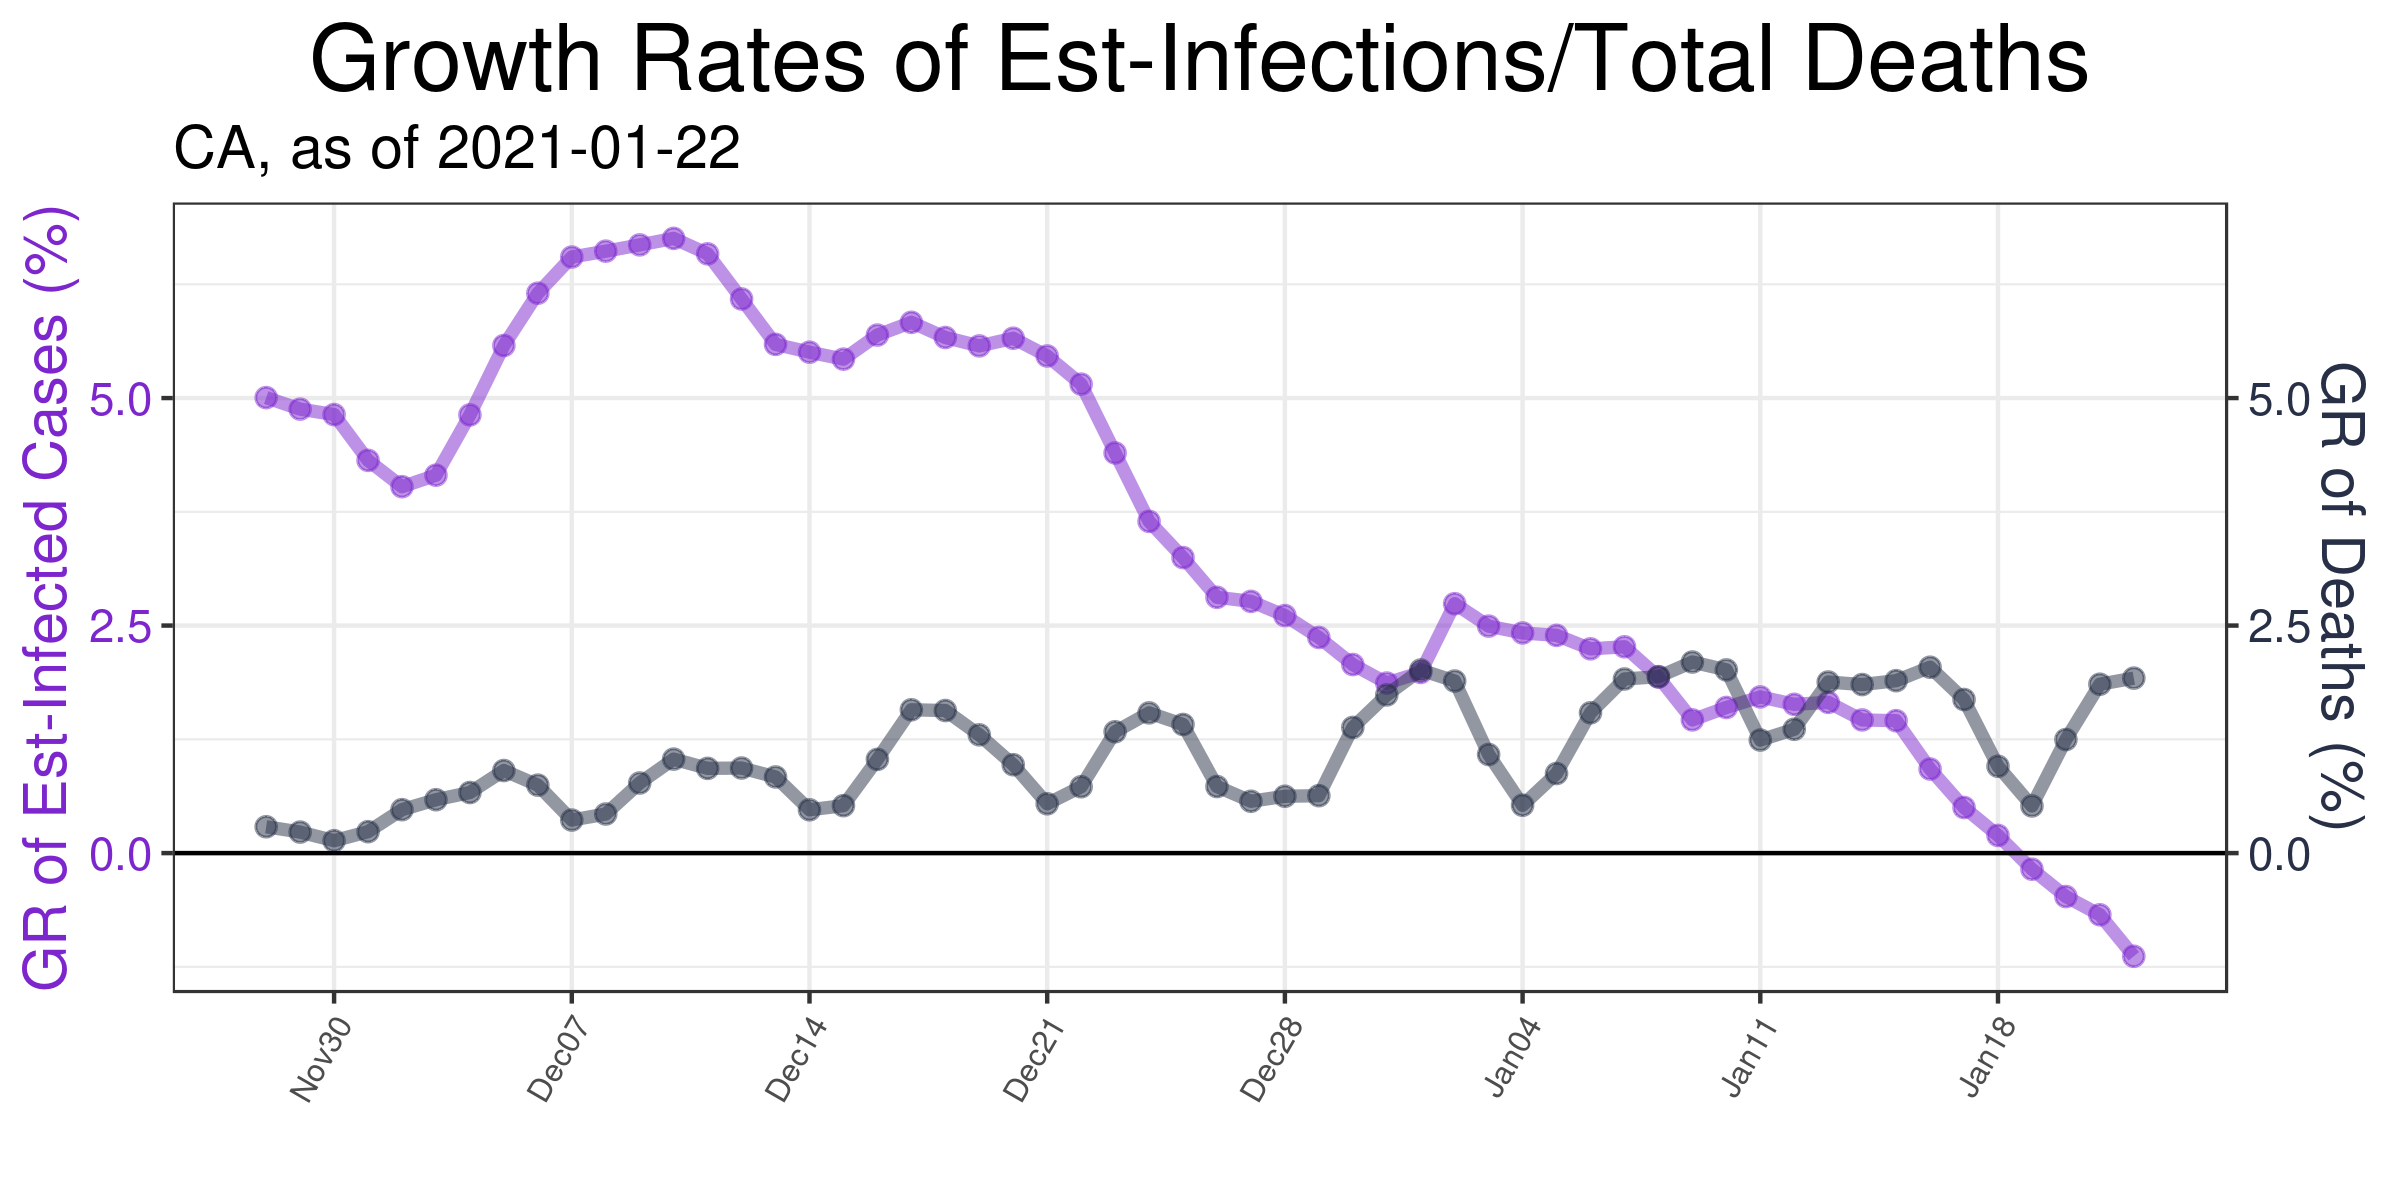 Growth Rates of Est-Infections/Total Deaths
CA, as of 2021-01-22
GR of Est-Infected Cases (%)
5.0
2.5
0.0
5.0
2.5
0.0
GR of Deaths (%)
Nov30
Dec07
Dec14
Dec21
Dec28
Jan04
Jan11
Jan18